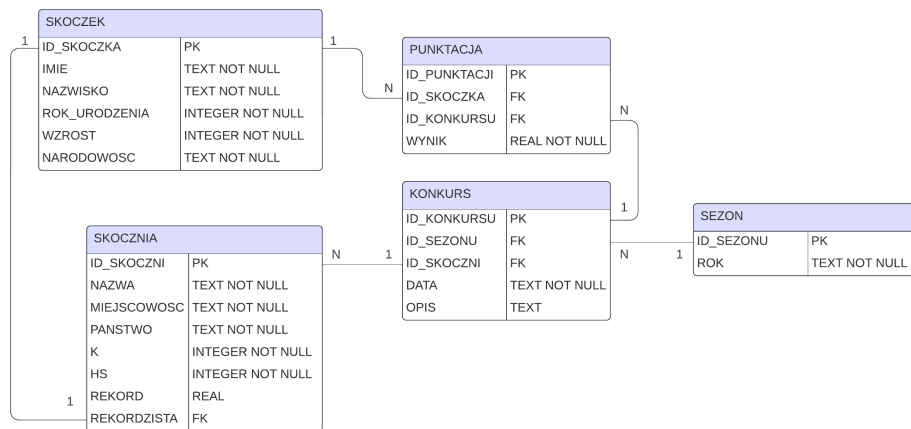 SKOCZEK
1
ID_SKOCZKA PK
1
IMIE TEXT NOT NULL
NAZWISKO TEXT NOT NULL
ROK_URODZENIA INTEGER NOT NULL
WZROST INTEGER NOT NULL
NARODOWOSC TEXT NOT NULL
N
PUNKTACJA
ID_PUNKTACJI PK
ID_SKOCZKA FK
ID_KONKURSU FK
WYNIK REAL NOT NULL
N
1
KONKURS
ID_KONKURSU PK
ID_SEZONU FK
ID_SKOCZNI FK
DATA TEXT NOT NULL
OPIS TEXT
N
1
SEZON
ID_SEZONU PK
ROK TEXT NOT NULL
SKOCZNIA
ID_SKOCZNI PK
NAZWA TEXT NOT NULL
MIEJSCOWOSC TEXT NOT NULL
PANSTWO TEXT NOT NULL
K INTEGER NOT NULL
HS INTEGER NOT NULL
REKORD REAL
REKORDZISTA FK
N
1
1